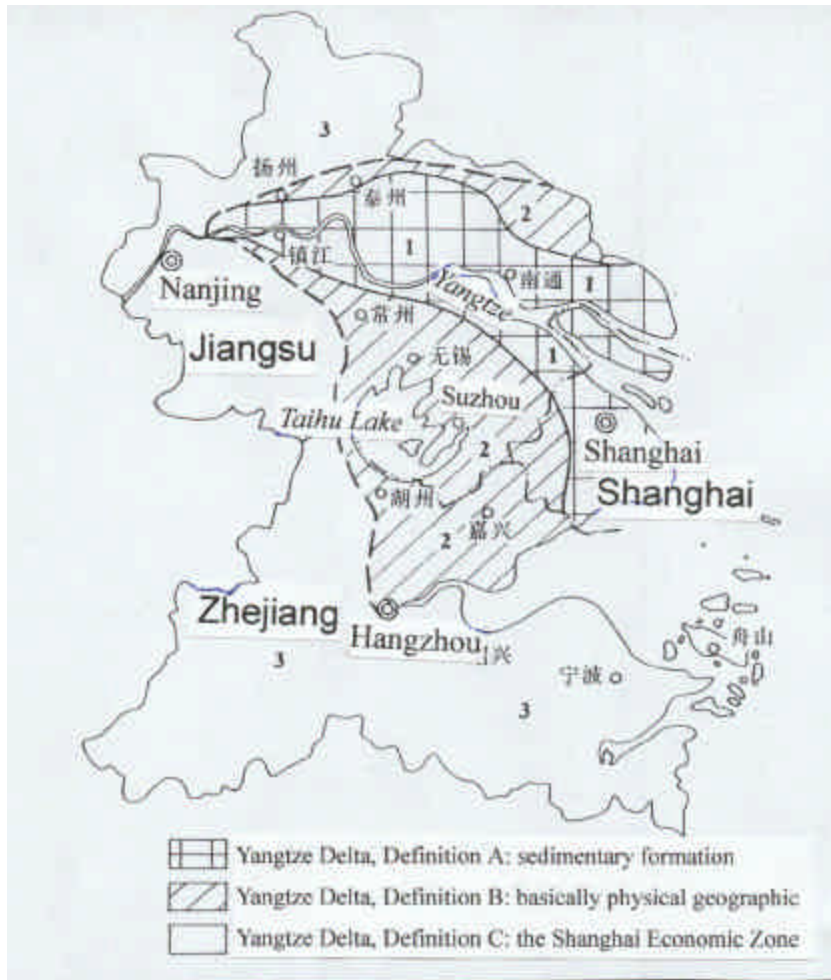 3
扬州
泰州
2
1
镇江
南通
1
Nanjing
Yangtze
常州
Jiangsu
1
无锡
Suzhou
Taihu Lake
Shanghai
2
Shanghai
湖州
嘉兴
2
Zhejiang
Hangzhou
兴
舟山
3
宁波
3
Yangtze Delta, Definition A: sedimentary formation
Yangtze Delta, Definition B: basically physical geographic
Yangtze Delta, Definition C: the Shanghai Economic Zone